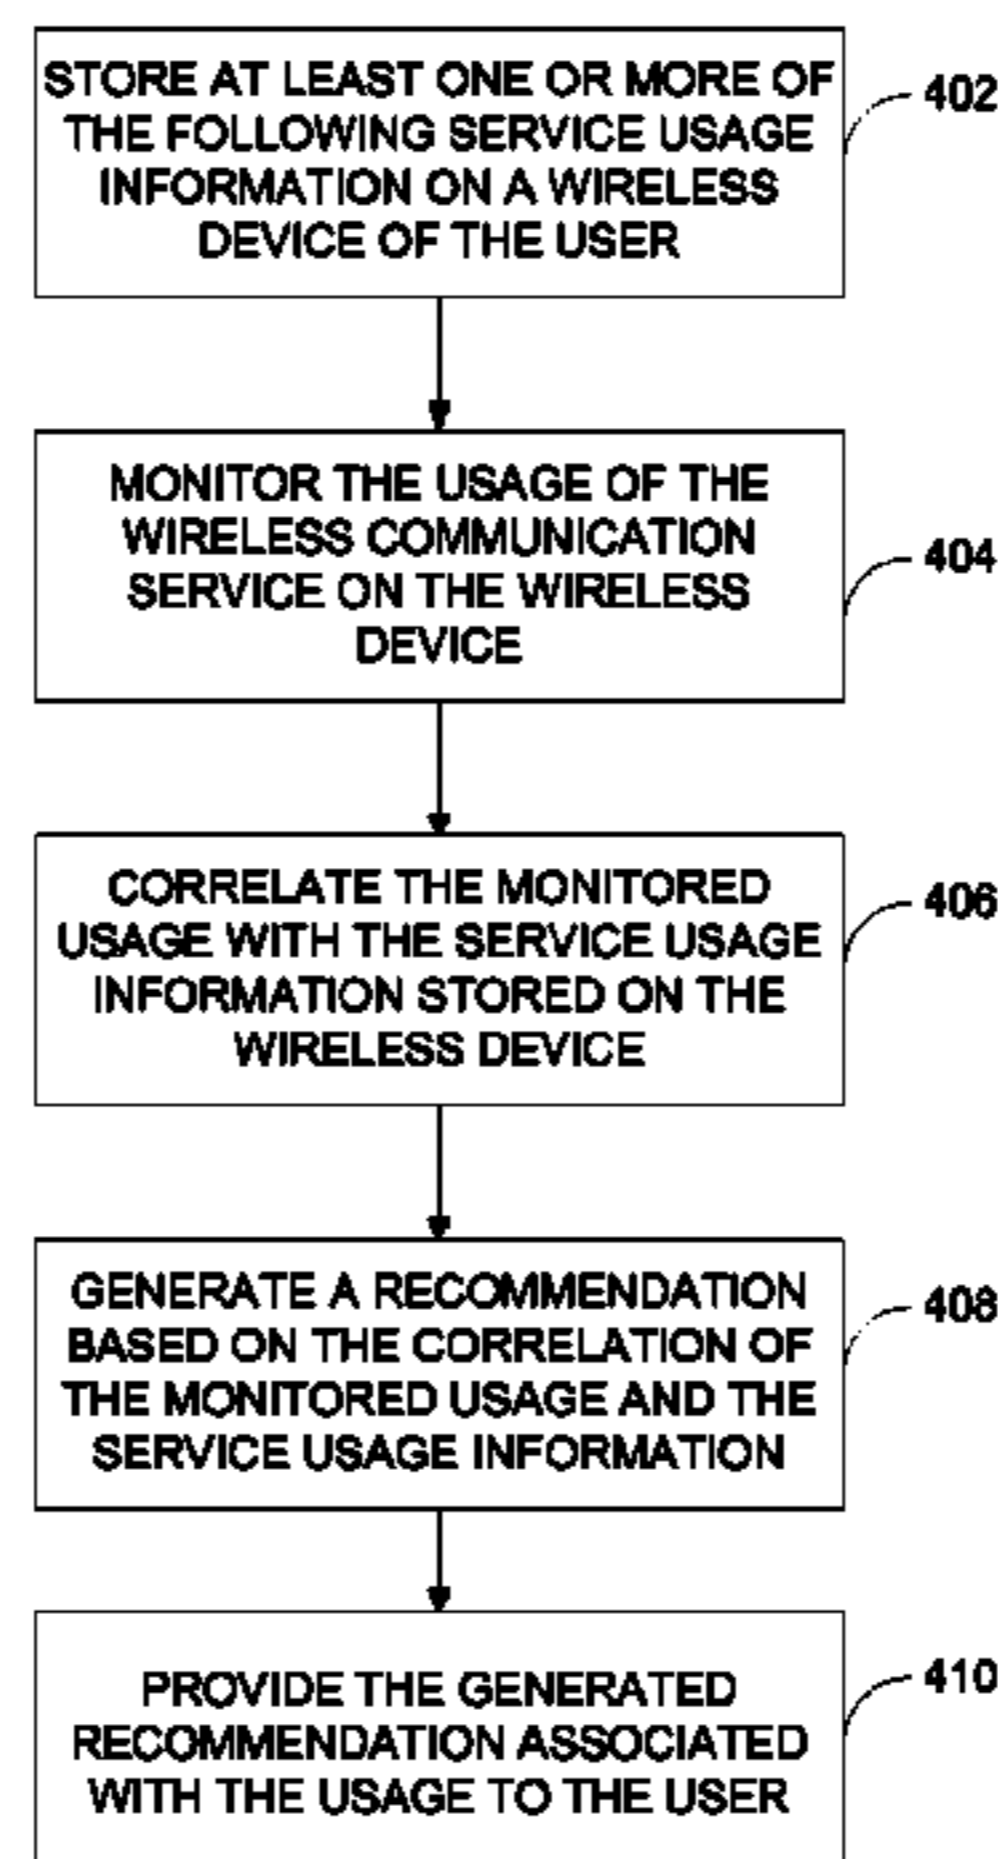 STORE AT LEAST ONE OR MORE OF
THE FOLLOWING SERVICE USAGE
INFORMATION ON A WIRELESS
DEVICE OF THE USER
402
MONITOR THE USAGE OF THE
WIRELESS COMMUNICATION
SERVICE ON THE WIRELESS
DEVICE
404
CORRELATE THE MONITORED
USAGE WITH THE SERVICE USAGE
INFORMATION STORED ON THE
WIRELESS DEVICE
406
GENERATE A RECOMMENDATION
BASED ON THE CORRELATION OF
THE MONITORED USAGE AND THE
SERVICE USAGE INFORMATION
408
PROVIDE THE GENERATED
RECOMMENDATION ASSOCIATED
WITH THE USAGE TO THE USER
410